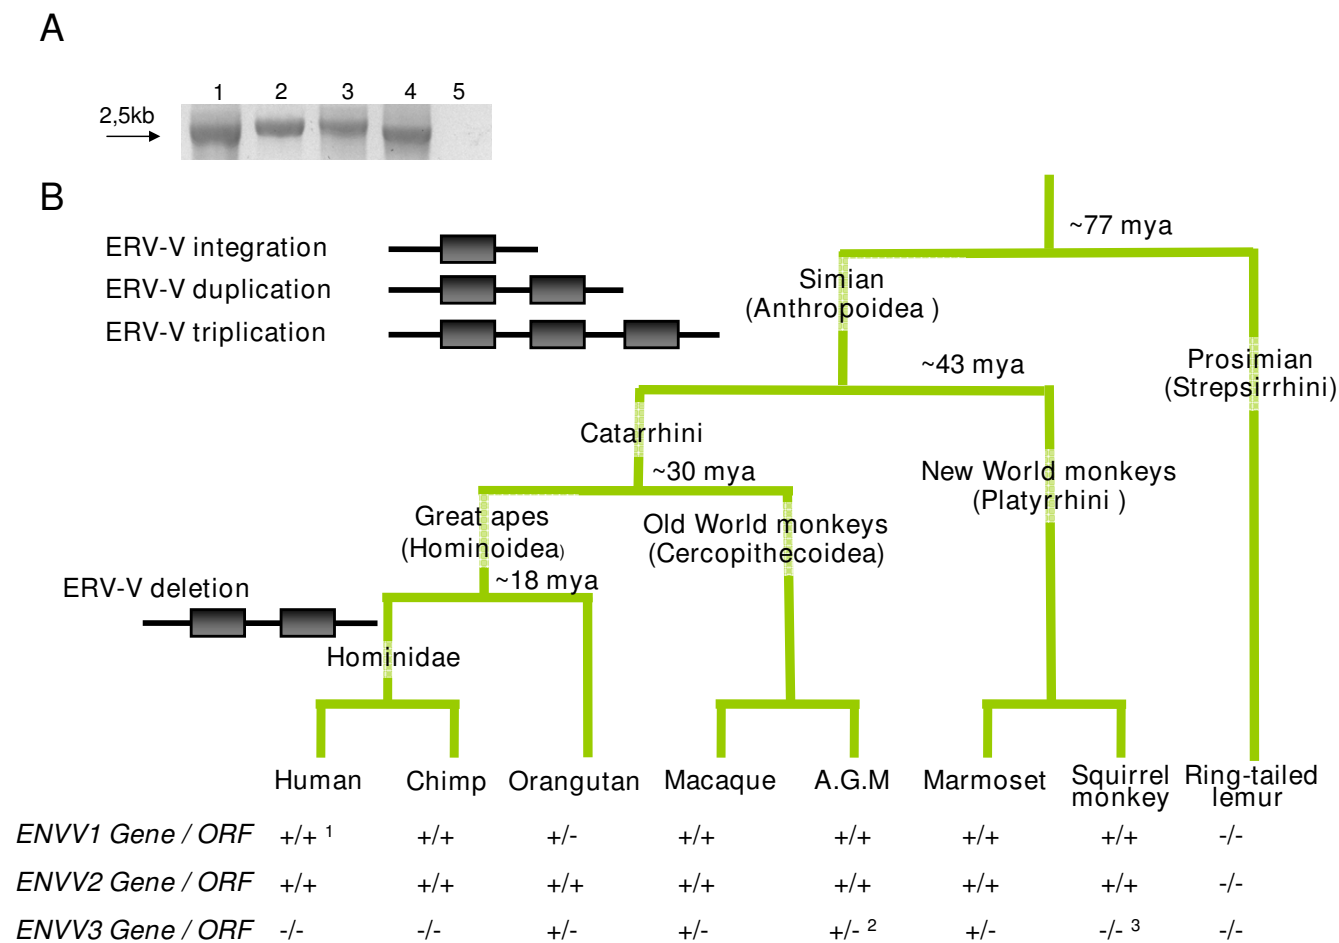 A
1 2 3 4 5
2,5kb
B
~77 mya
ERV-V integration
ERV-V duplication
ERV-V triplication
Simian
(Anthropoidea )
~43 mya
Prosimian
(Strepsirrhini)
Catarrhini
~30 mya
New World monkeys
(Platyrrhini )
Great apes
(Hominoidea)
Old World monkeys
(Cercopithecoidea)
~18 mya
ERV-V deletion
Hominidae
Human Chimp Orangutan Macaque A.G.M Marmoset Squirrel monkey Ring-tailed lemur
ENVV1 Gene / ORF +/+ 1 +/+ +/- +/+ +/+ +/+ +/+ -/-
ENVV2 Gene / ORF +/+ +/+ +/+ +/+ +/+ +/+ +/+ -/-
ENVV3 Gene / ORF -/- -/- +/- +/- +/- 2 +/- -/- 3 -/-